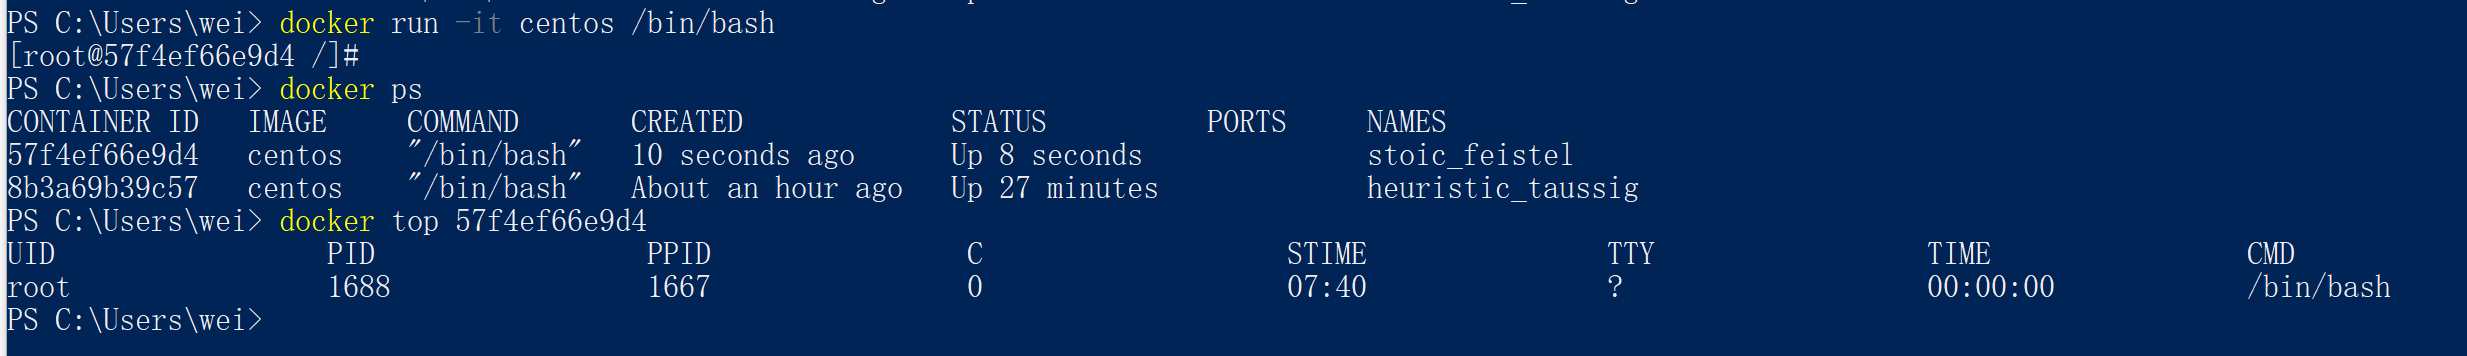 PS C:\Users\wei> docker run -it centos /bin/bash
[root@57f4ef66e9d4 /]#
PS C:\Users\wei> docker ps
CONTAINER ID   IMAGE     COMMAND       CREATED             STATUS          PORTS     NAMES
57f4ef66e9d4   centos    "/bin/bash"   10 seconds ago      Up 8 seconds              stoic_feistel
8b3a69b39c57   centos    "/bin/bash"   About an hour ago   Up 27 minutes             heuristic_taussig
PS C:\Users\wei> docker top 57f4ef66e9d4
UID                 PID                 PPID                C                   STIME               TTY                 TIME                CMD
root                1688                1667                0                   07:40               ?                   00:00:00            /bin/bash
PS C:\Users\wei>